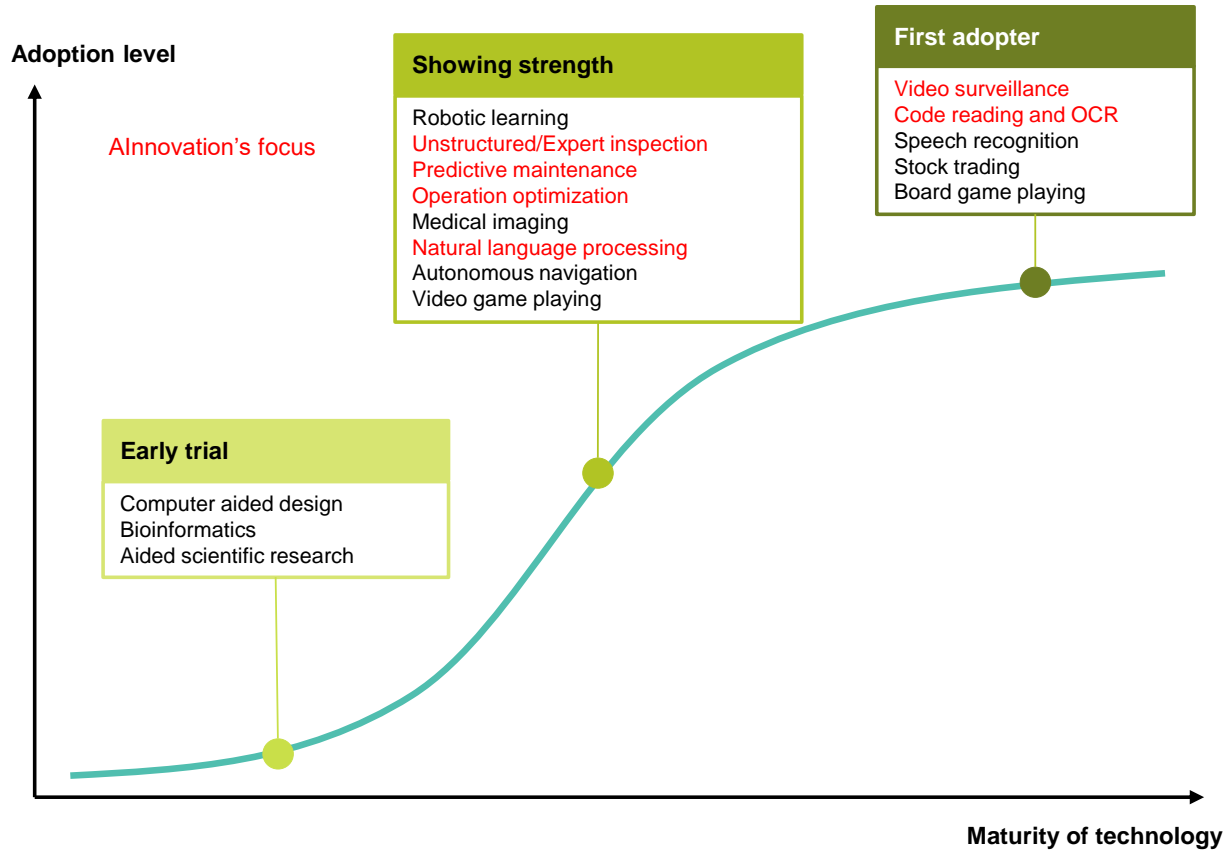 Adoption level
AInnovation's focus
Early trial
Computer aided design
Bioinformatics
Aided scientific research
Showing strength
Robotic learning
Unstructured/Expert inspection
Predictive maintenance
Operation optimization
Medical imaging
Natural language processing
Autonomous navigation
Video game playing
First adopter
Video surveillance
Code reading and OCR
Speech recognition
Stock trading
Board game playing
Maturity of technology